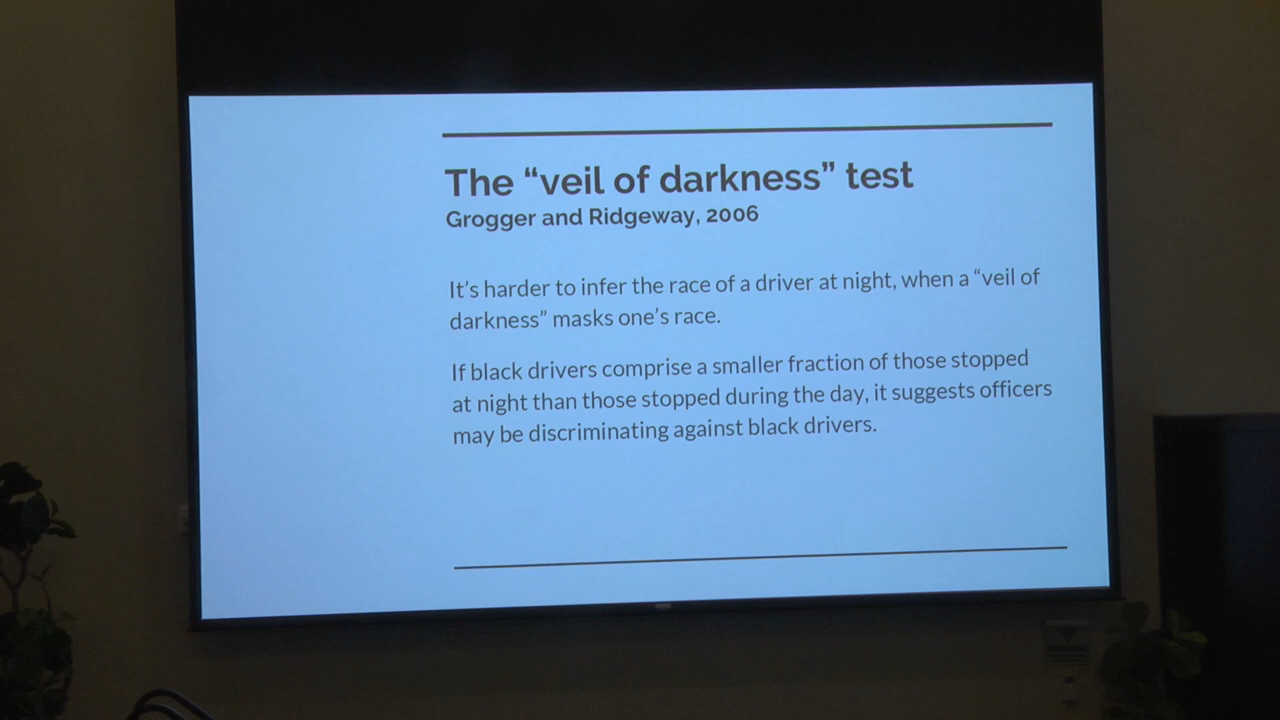 The “veil of darkness” test
Grogger and Ridgeway, 2006
It’s harder to infer the race of a driver at night, when a “veil of
darkness” masks one’s race.
If black drivers comprise a smaller fraction of those stopped
at night than those stopped during the day, it suggests officers
may be discriminating against black drivers.